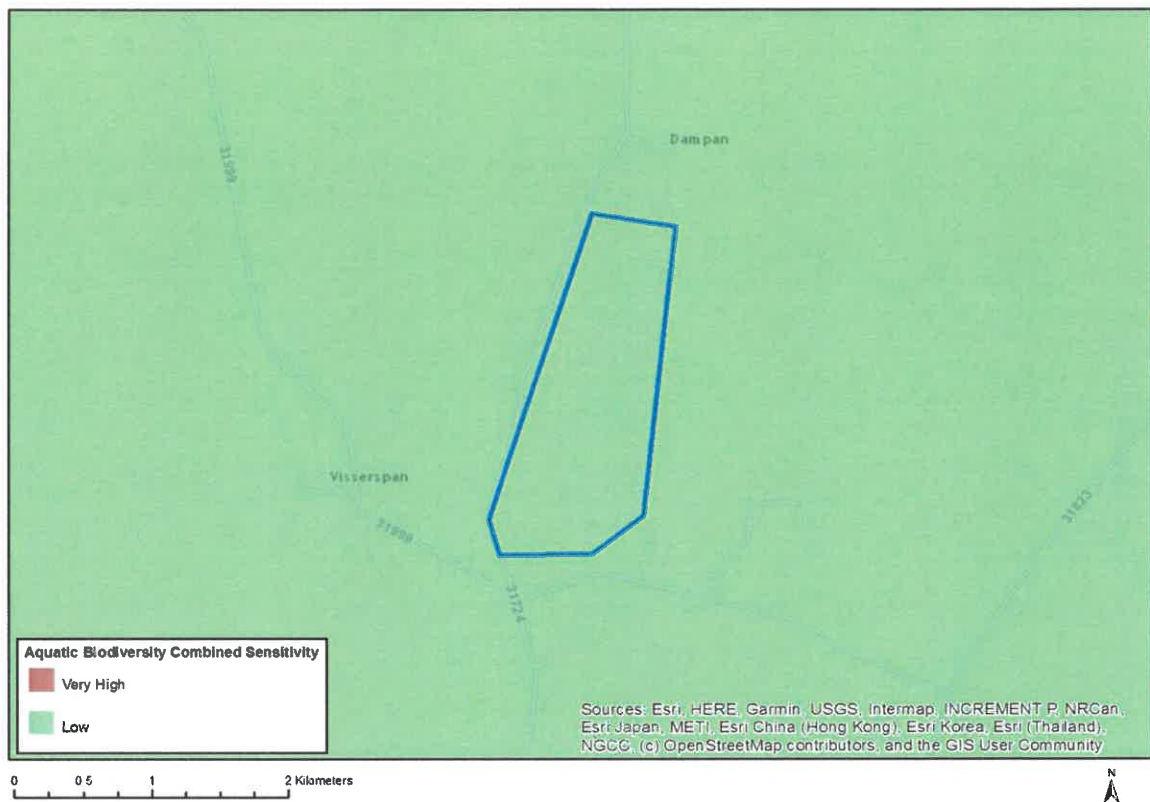 Dampan
31999
Visserspan
31999
31724
31823
Aquatic Biodiversity Combined Sensitivity
Very High
Low
Sources: Esri, HERE, Garmin, USGS, Intermap, INCREMENT P, NRCan,
Esri Japan, METI, Esri China (Hong Kong), Esri Korea, Esri (Thailand),
NGCC, (c) OpenStreetMap contributors, and the GIS User Community
0 0.5 1 2 Kilometers
N